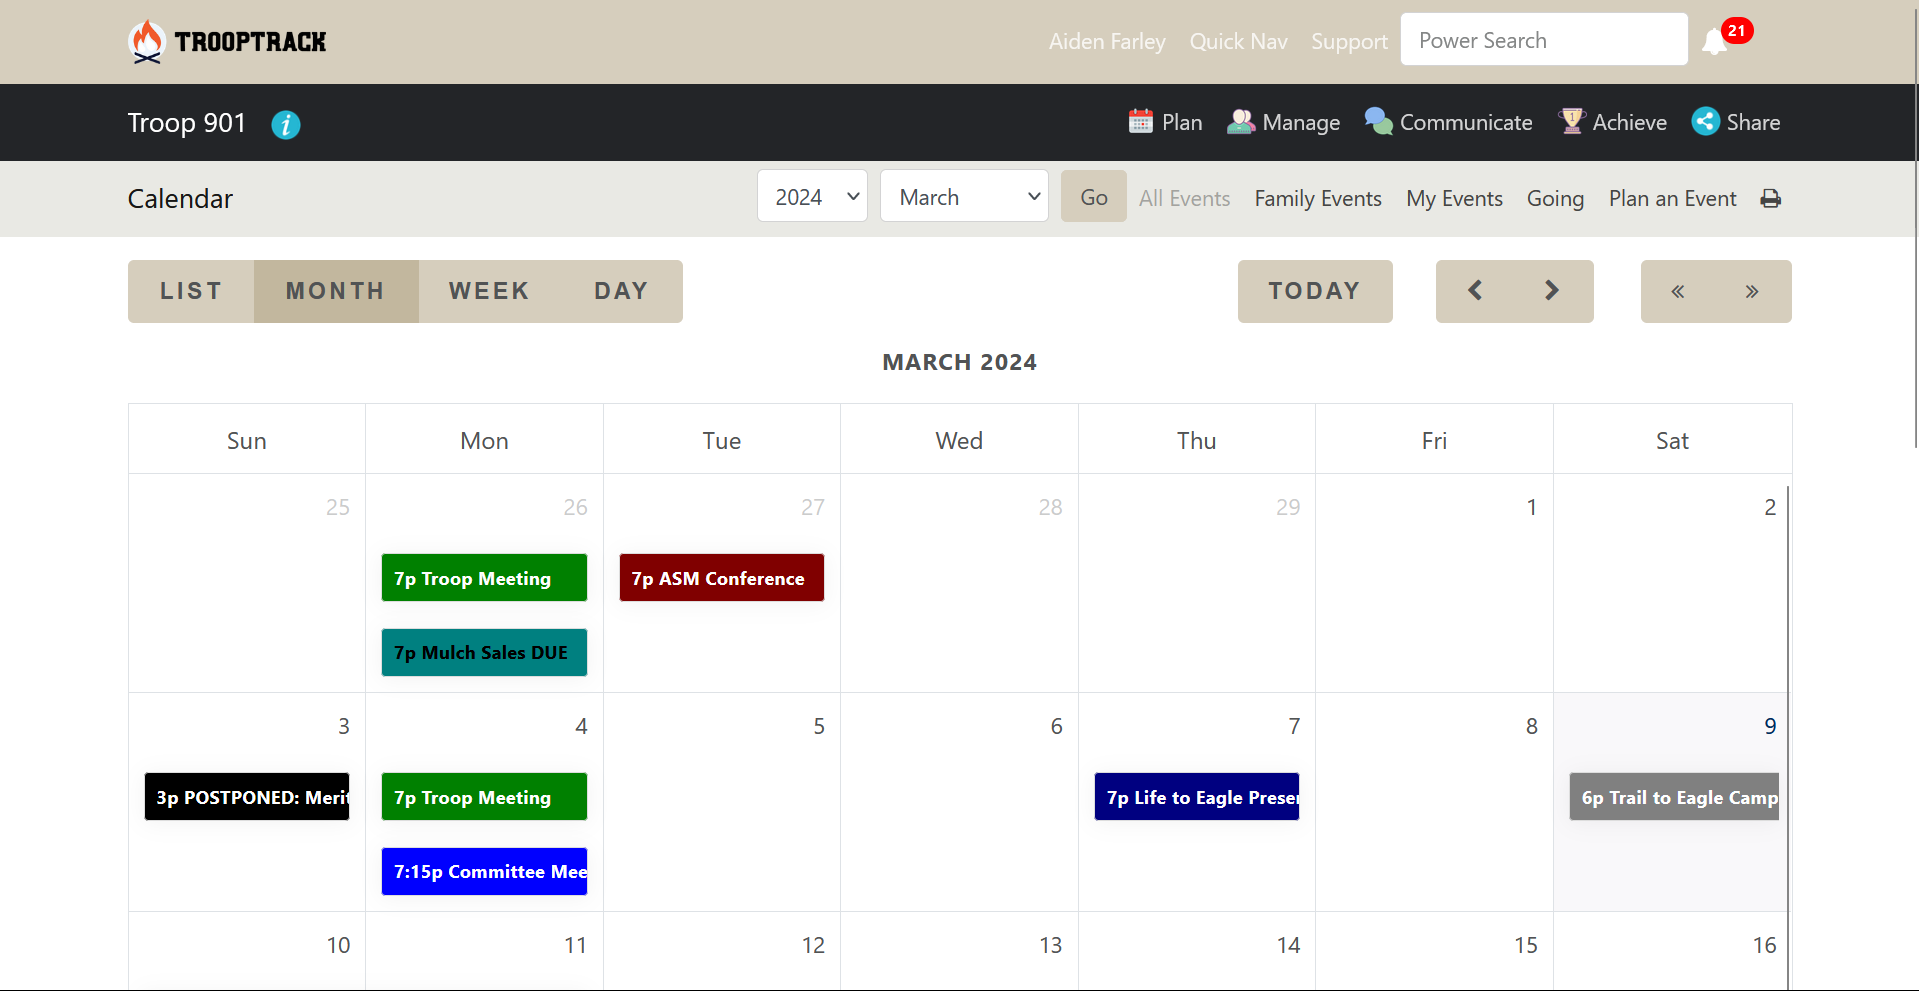 TROOPTRACK
Aiden Farley Quick Nav Support Power Search 21
Troop 901 i Plan Manage Communicate 1 Achieve Share
Calendar 2024 March Go All Events Family Events My Events Going Plan an Event
LIST MONTH WEEK DAY TODAY
MARCH 2024
Sun Mon Tue Wed Thu Fri Sat
25 26 27 28 29 1 2
7p Troop Meeting 7p ASM Conference
7p Mulch Sales DUE
3 4 5 6 7 8 9
3p POSTPONED: Merit 7p Troop Meeting 7p Life to Eagle Presen 6p Trail to Eagle Camp
7:15p Committee Mee
10 11 12 13 14 15 16